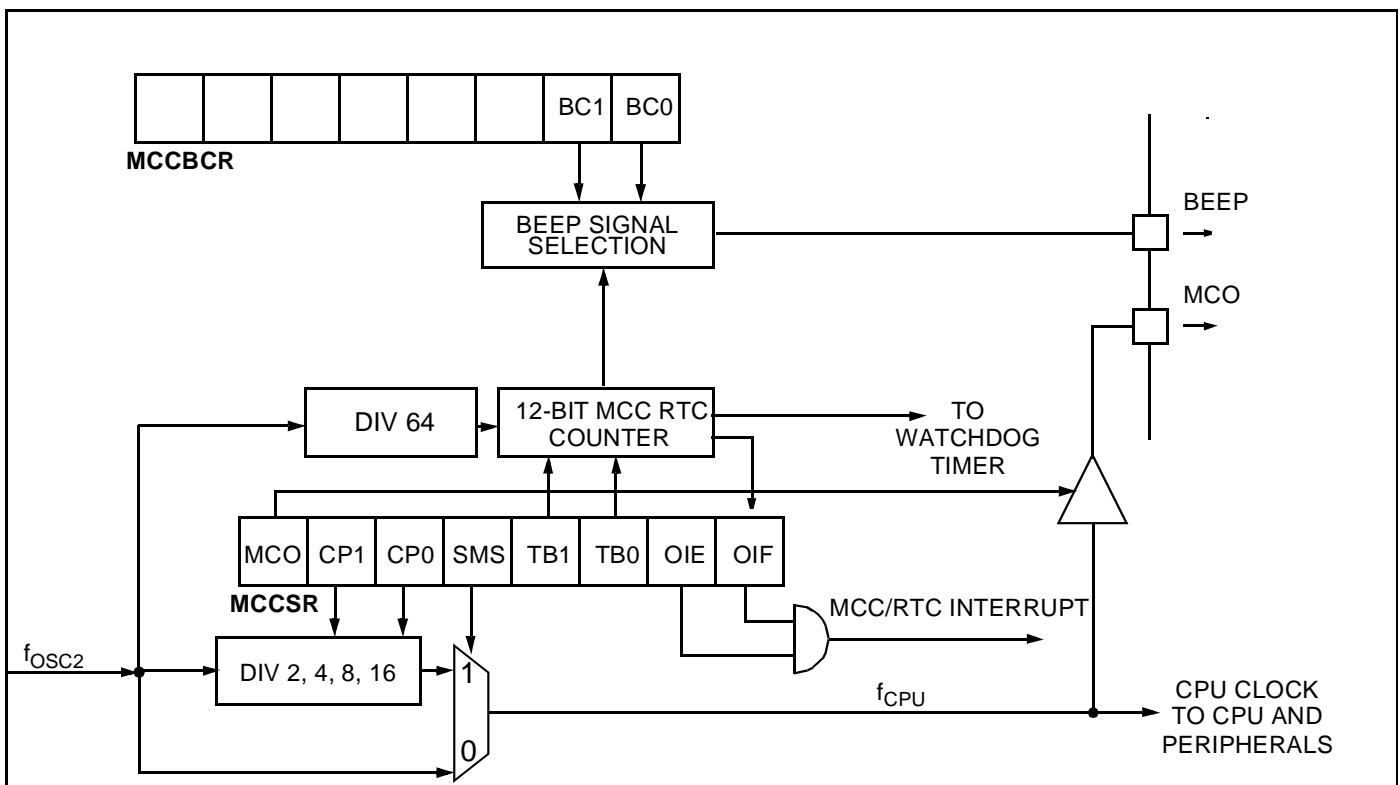 BC1 BC0
MCCBCR
BEEP SIGNAL
SELECTION
BEEP
MCO
DIV 64
12-BIT MCC RTC
COUNTER
TO
WATCHDOG
TIMER
MCO CP1 CP0 SMS TB1 TB0 OIE OIF
MCCSR
MCC/RTC INTERRUPT
fOSC2
DIV 2, 4, 8, 16
1
0
fCPU
CPU CLOCK
TO CPU AND
PERIPHERALS